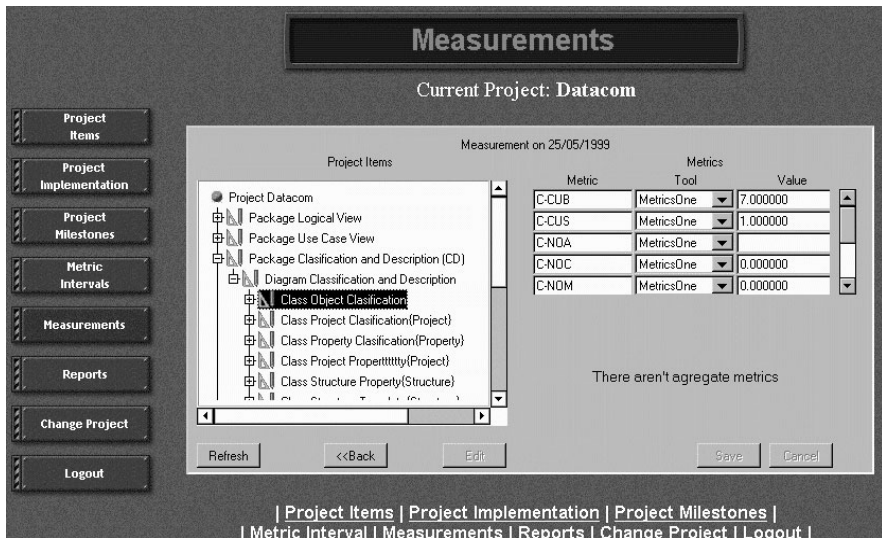 Measurements
Current Project: Datacom
Project
Items
Project
Implementation
Project
Milestones
Metric
Intervals
Measurements
Reports
Change Project
Logout
Measurement on 25/05/1999
Project Items
Project Datacom
Package Logical View
Package Use Case View
Package Clasification and Description (CD)
Diagram Classification and Description
Class Object Clasification
Class Project Clasification{Project}
Class Property Clasification{Property}
Class Project Properttttty{Project}
Class Structure Property{Structure}
Metrics
Metric Tool Value
C-CUB MetricsOne 7.000000
C-CUS MetricsOne 1.000000
C-NOA MetricsOne
C-NOC MetricsOne 0.000000
C-NOM MetricsOne 0.000000
There aren't agregate metrics
Refresh <<Back Edit Save Cancel
| Project Items | Project Implementation | Project Milestones |
| Metric Interval | Measurements | Reports | Change Project | Logout |